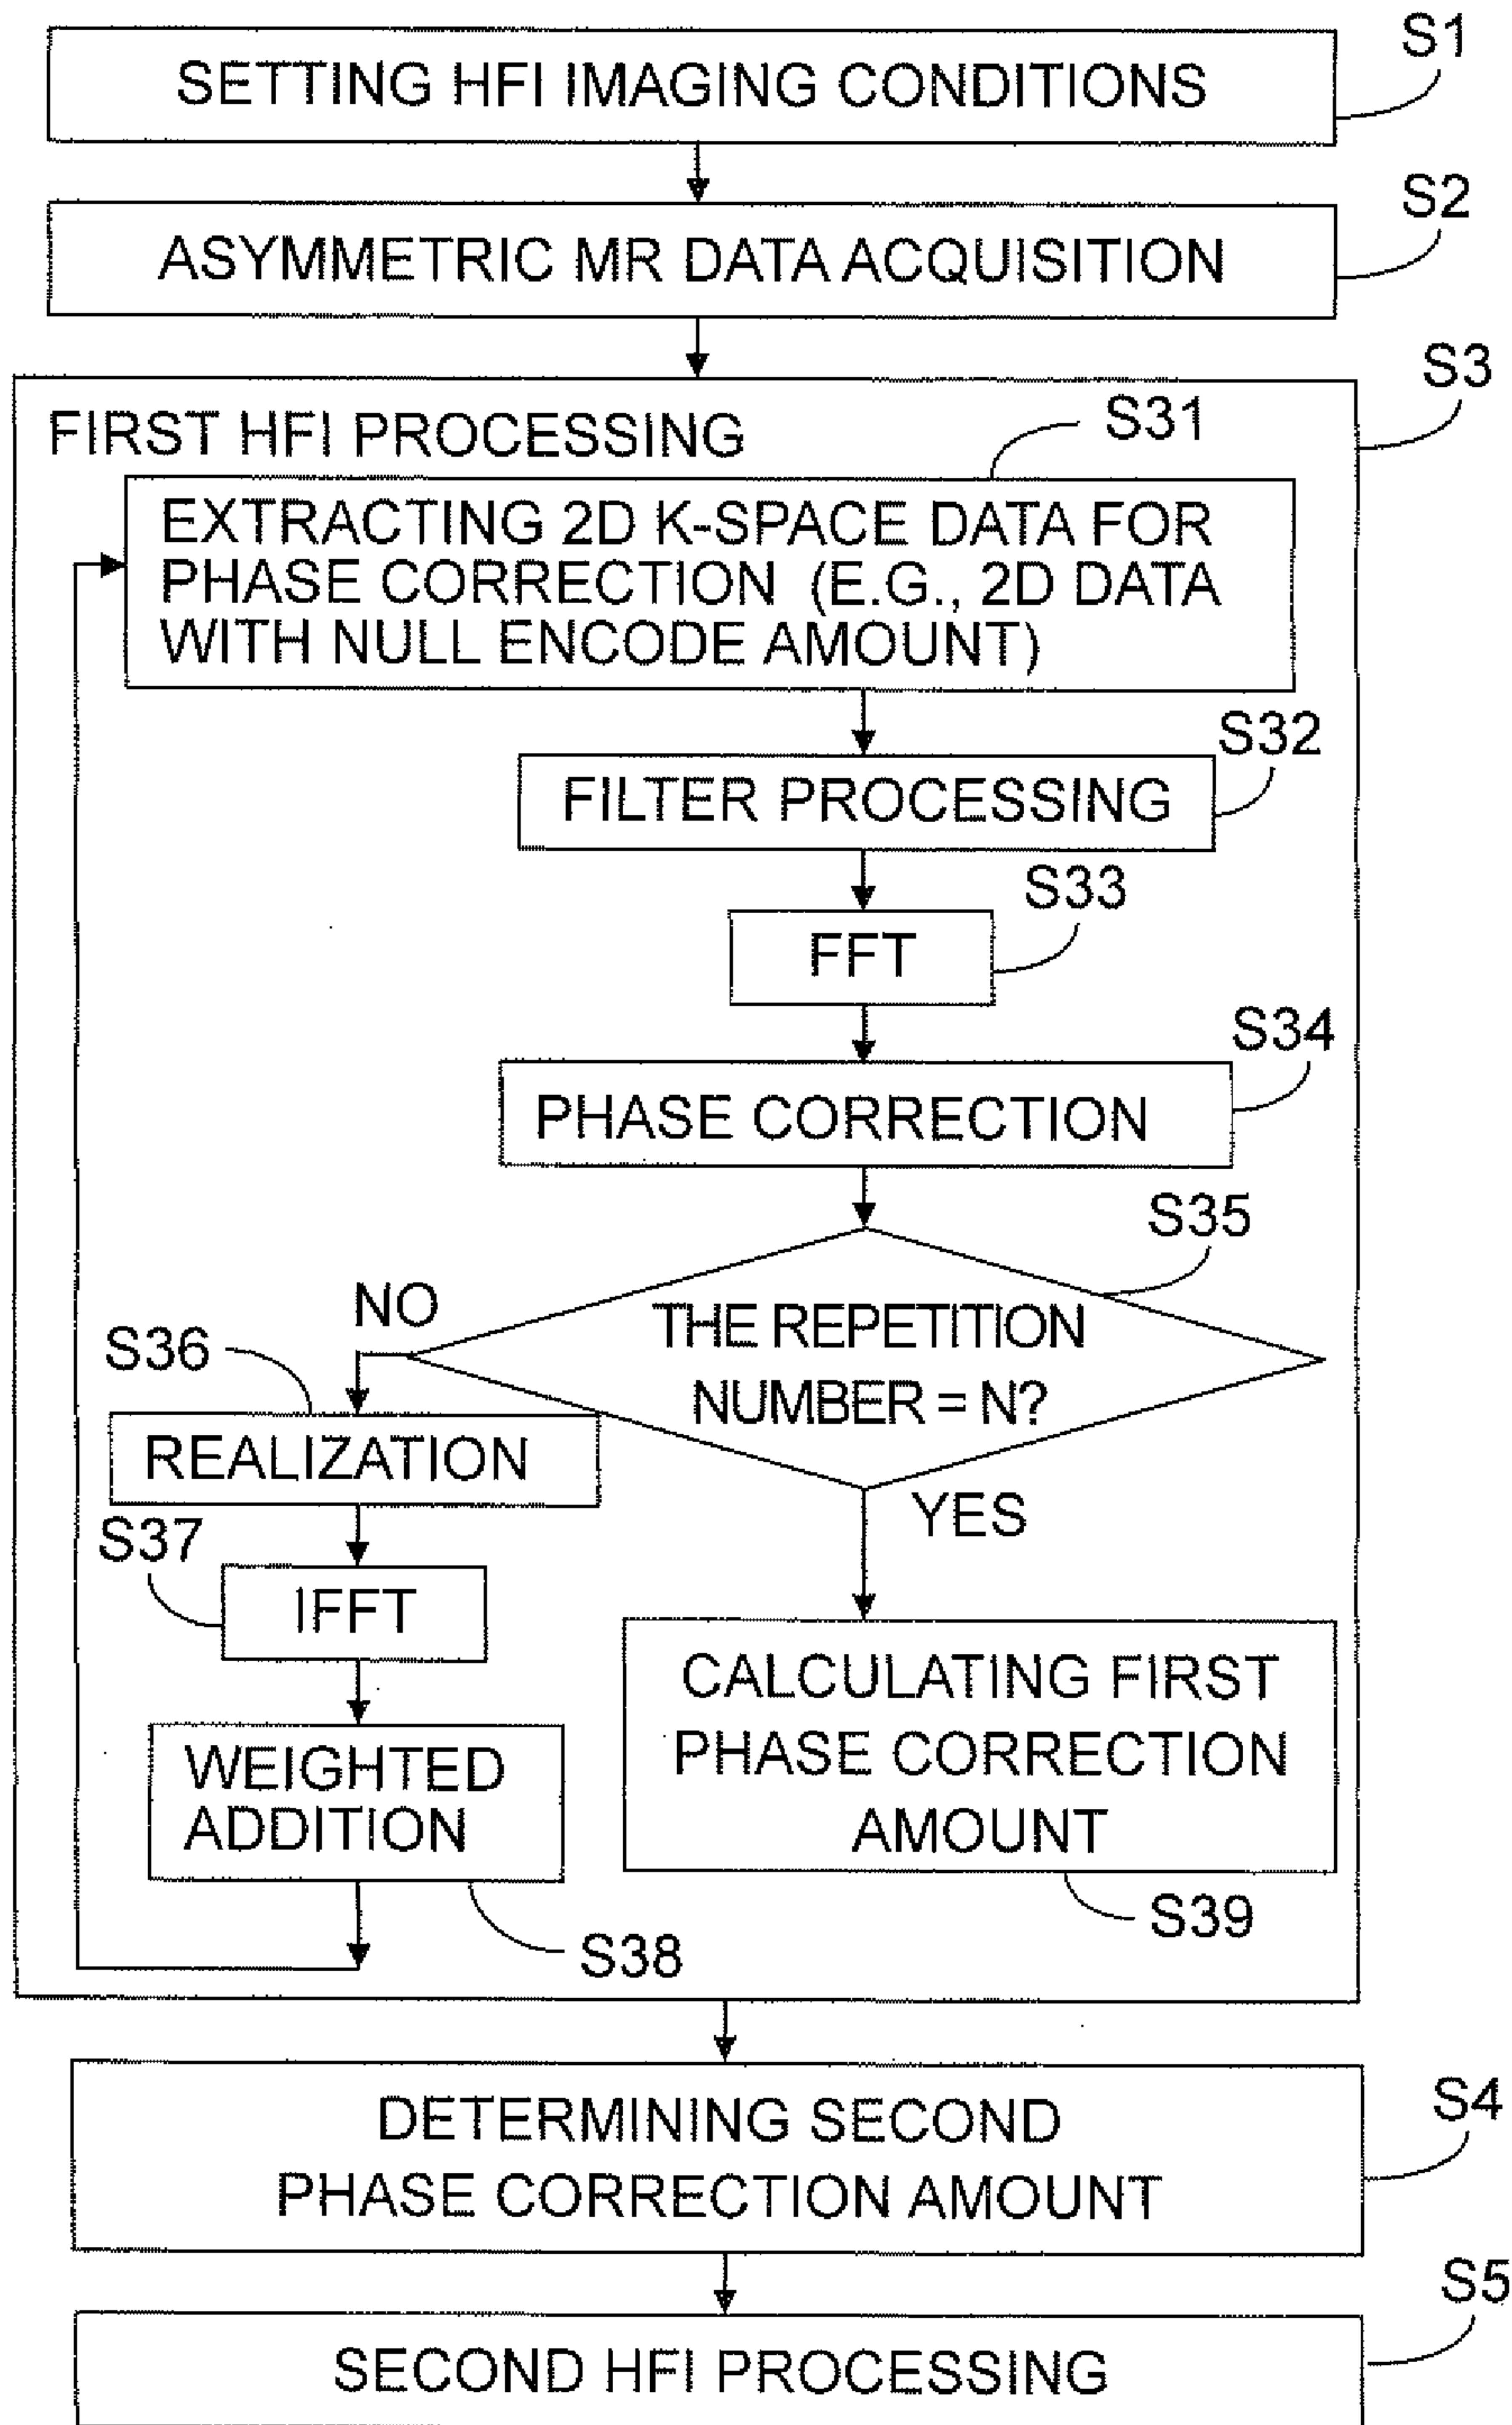 S1
SETTING HFI IMAGING CONDITIONS
S2
ASYMMETRIC MR DATA ACQUISITION
S3
FIRST HFI PROCESSING
S31
EXTRACTING 2D K-SPACE DATA FOR
PHASE CORRECTION (E.G., 2D DATA
WITH NULL ENCODE AMOUNT)
S32
FILTER PROCESSING
S33
FFT
S34
PHASE CORRECTION
S35
NO
THE REPETITION
NUMBER = N?
S36
REALIZATION
YES
S37
IFFT
CALCULATING FIRST
PHASE CORRECTION
AMOUNT
WEIGHTED
ADDITION
S39
S38
DETERMINING SECOND
PHASE CORRECTION AMOUNT
S4
SECOND HFI PROCESSING
S5